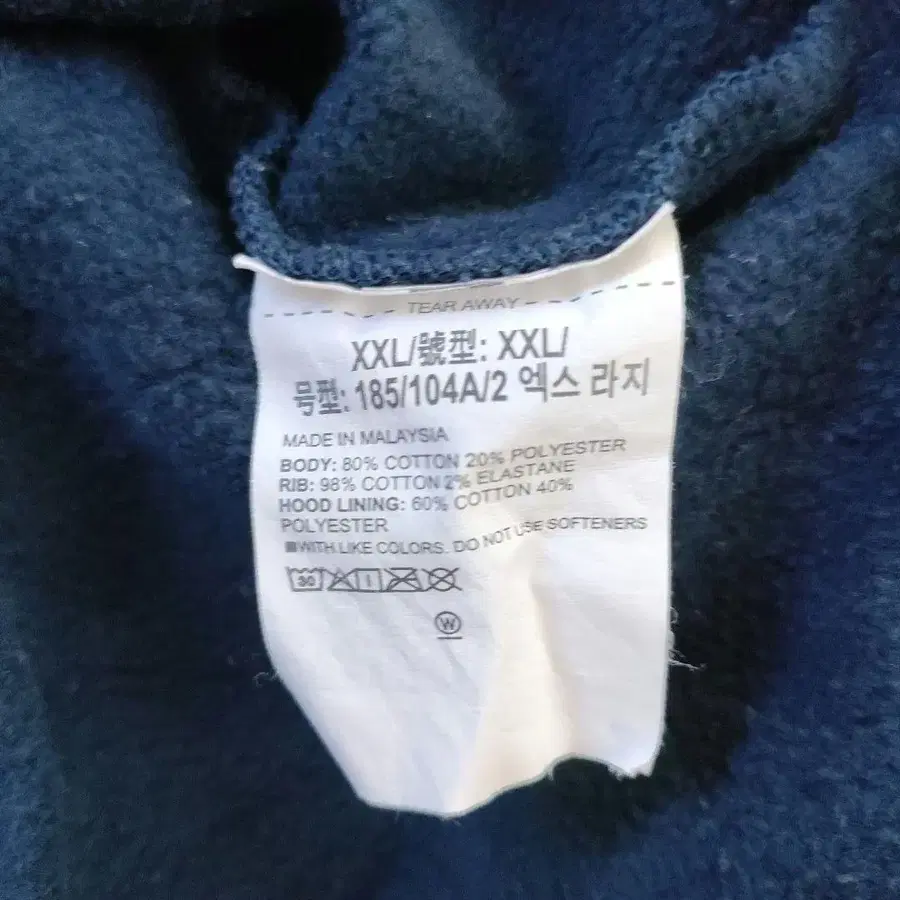 TEAR AWAY
XXL/號型: XXL/
号型: 185/104A/2 엑스 라지
MADE IN MALAYSIA
BODY: 80% COTTON 20% POLYESTER
RIB: 98% COTTON 2% ELASTANE
HOOD LINING: 60% COTTON 40%
POLYESTER
■WITH LIKE COLORS. DO NOT USE SOFTENERS
30
W